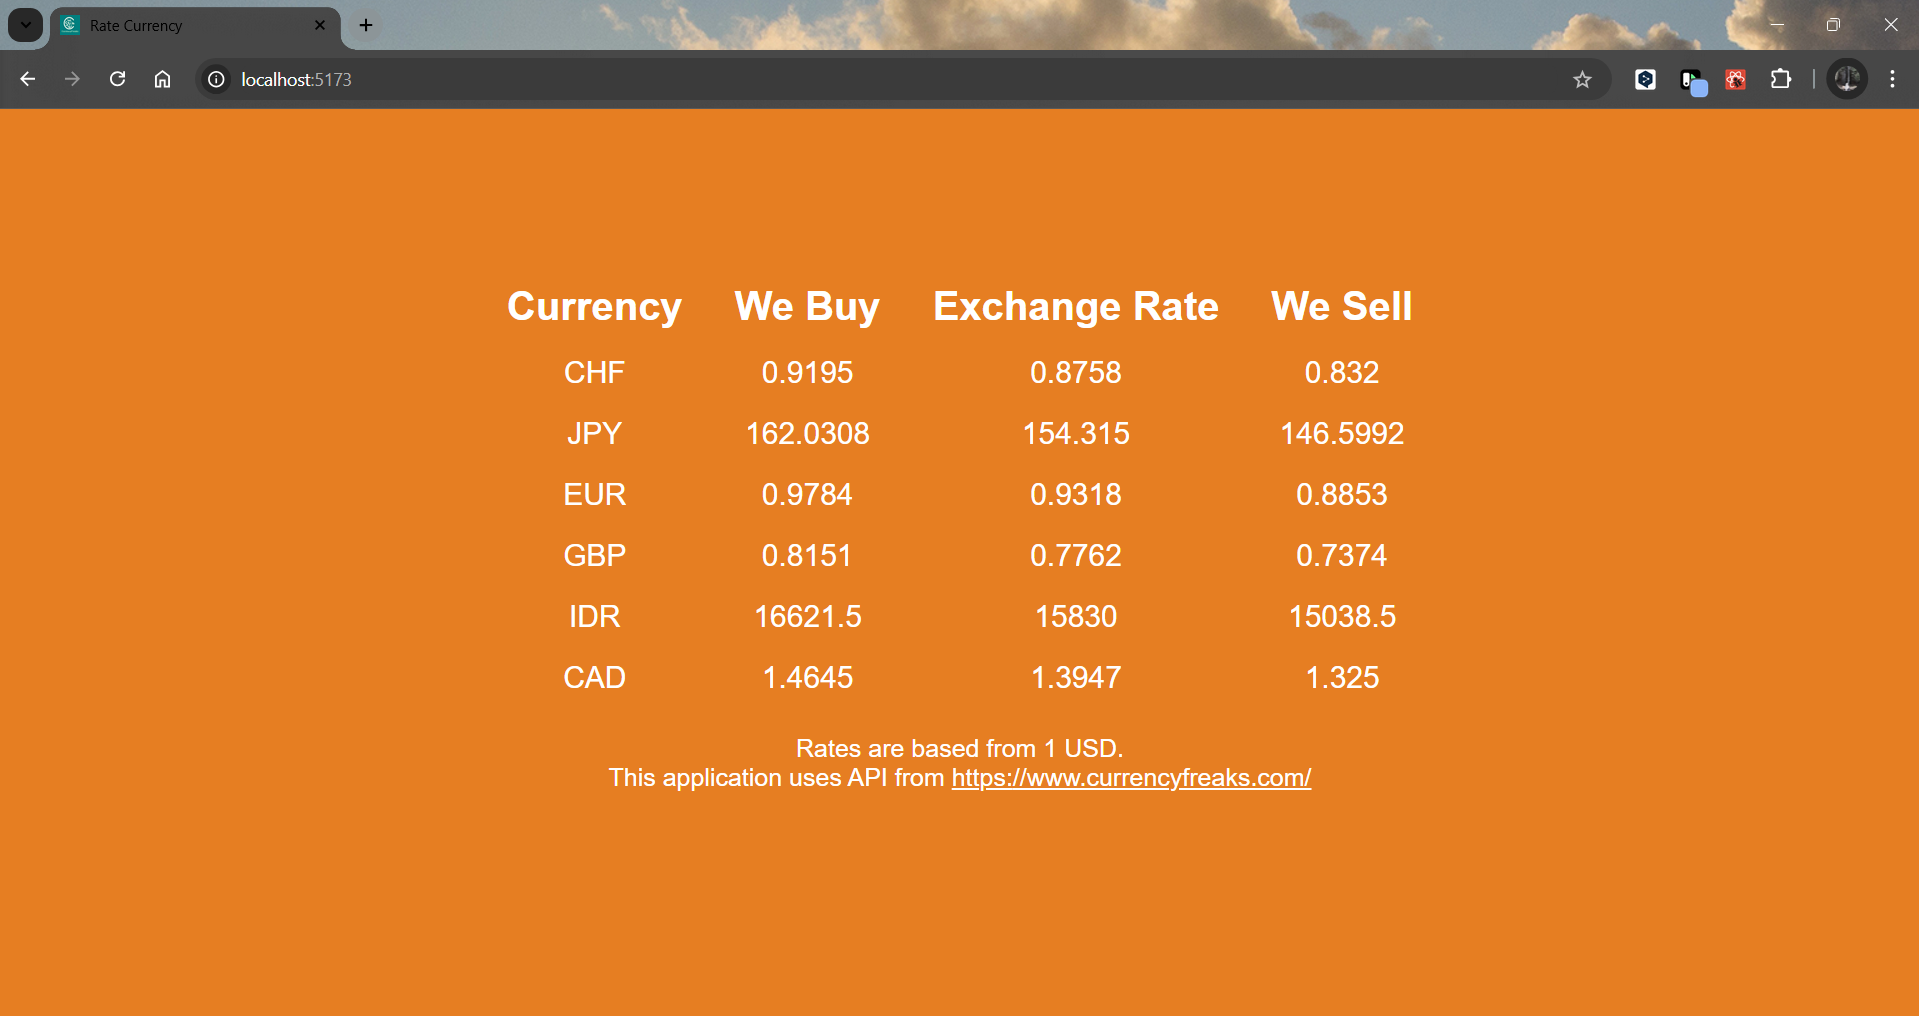 Rate Currency
localhost:5173
Currency We Buy Exchange Rate We Sell
CHF 0.9195 0.8758 0.832
JPY 162.0308 154.315 146.5992
EUR 0.9784 0.9318 0.8853
GBP 0.8151 0.7762 0.7374
IDR 16621.5 15830 15038.5
CAD 1.4645 1.3947 1.325
Rates are based from 1 USD.
This application uses API from https://www.currencyfreaks.com/